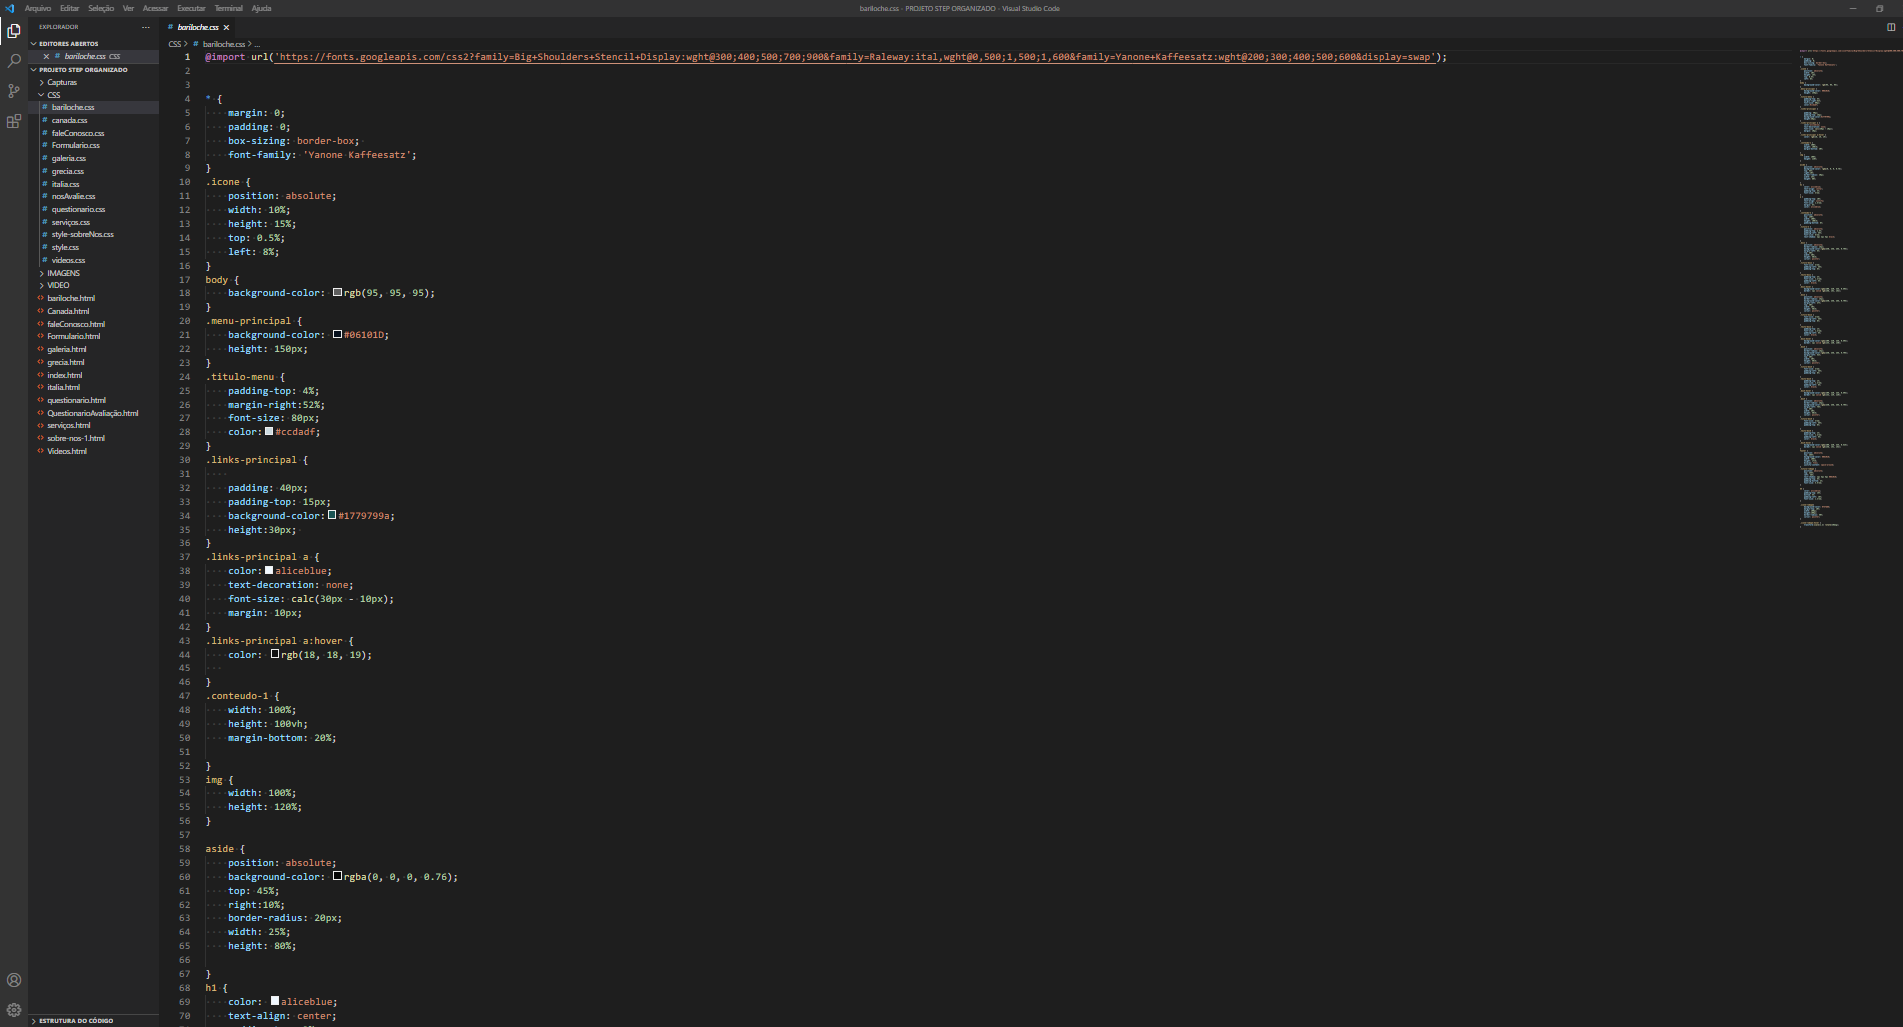 Arquivo Editar Seleção Ver Acessar Executar Terminal Ajuda
bariloche.css - PROJETO STEP ORGANIZADO - Visual Studio Code
EXPLORADOR
EDITORES ABERTOS
bariloche.css CSS
PROJETO STEP ORGANIZADO
Capturas
CSS
bariloche.css
canada.css
faleConosco.css
Formulario.css
galeria.css
grecia.css
italia.css
nosAvalie.css
questionario.css
serviços.css
style-sobreNos.css
style.css
videos.css
IMAGENS
VIDEO
bariloche.html
Canada.html
faleConosco.html
Formulario.html
galeria.html
grecia.html
index.html
italia.html
questionario.html
QuestionarioAvaliação.html
serviços.html
sobre-nos-1.html
Videos.html
ESTRUTURA DO CÓDIGO
# bariloche.css
CSS > # bariloche.css > ...
1 @import url('https://fonts.googleapis.com/css2?family=Big+Shoulders+Stencil+Display:wght@300;400;500;700;900&family=Raleway:ital,wght@0,500;1,500;1,600&family=Yanone+Kaffeesatz:wght@200;300;400;500;600&display=swap');
2
3
4 * {
5 margin: 0;
6 padding: 0;
7 box-sizing: border-box;
8 font-family: 'Yanone Kaffeesatz';
9 }
10 .icone {
11 position: absolute;
12 width: 10%;
13 height: 15%;
14 top: 0.5%;
15 left: 8%;
16 }
17 body {
18 background-color: rgb(95, 95, 95);
19 }
20 .menu-principal {
21 background-color: #06101D;
22 height: 150px;
23 }
24 .titulo-menu {
25 padding-top: 4%;
26 margin-right:52%;
27 font-size: 80px;
28 color: #ccdadf;
29 }
30 .links-principal {
31
32 padding: 40px;
33 padding-top: 15px;
34 background-color: #1779799a;
35 height:30px;
36 }
37 .links-principal a {
38 color: aliceblue;
39 text-decoration: none;
40 font-size: calc(30px - 10px);
41 margin: 10px;
42 }
43 .links-principal a:hover {
44 color: rgb(18, 18, 19);
45
46 }
47 .conteudo-1 {
48 width: 100%;
49 height: 100vh;
50 margin-bottom: 20%;
51
52 }
53 img {
54 width: 100%;
55 height: 120%;
56 }
57
58 aside {
59 position: absolute;
60 background-color: rgba(0, 0, 0, 0.76);
61 top: 45%;
62 right:10%;
63 border-radius: 20px;
64 width: 25%;
65 height: 80%;
66
67 }
68 h1 {
69 color: aliceblue;
70 text-align: center;